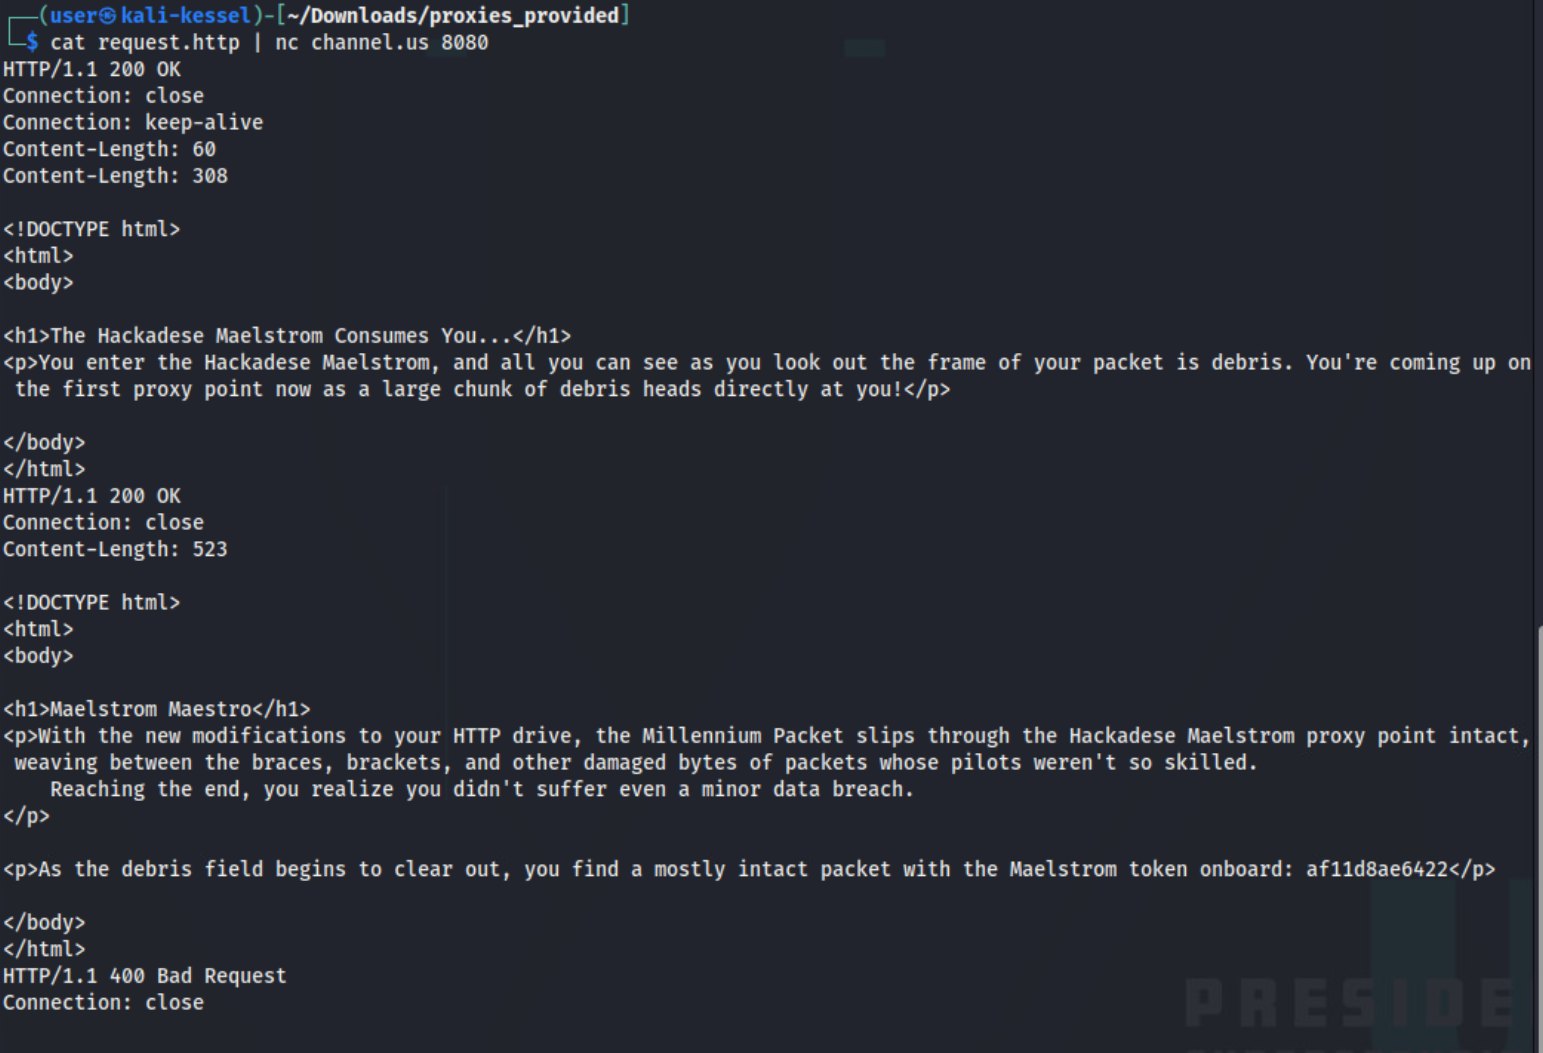 (user㉿kali-kessel)-[~/Downloads/proxies_provided]
$ cat request.http | nc channel.us 8080
HTTP/1.1 200 OK
Connection: close
Connection: keep-alive
Content-Length: 60
Content-Length: 308

<!DOCTYPE html>
<html>
<body>

<h1>The Hackadese Maelstrom Consumes You...</h1>
<p>You enter the Hackadese Maelstrom, and all you can see as you look out the frame of your packet is debris. You're coming up on
 the first proxy point now as a large chunk of debris heads directly at you!</p>

</body>
</html>
HTTP/1.1 200 OK
Connection: close
Content-Length: 523

<!DOCTYPE html>
<html>
<body>

<h1>Maelstrom Maestro</h1>
<p>With the new modifications to your HTTP drive, the Millennium Packet slips through the Hackadese Maelstrom proxy point intact,
 weaving between the braces, brackets, and other damaged bytes of packets whose pilots weren't so skilled.
    Reaching the end, you realize you didn't suffer even a minor data breach.
</p>

<p>As the debris field begins to clear out, you find a mostly intact packet with the Maelstrom token onboard: af11d8ae6422</p>

</body>
</html>
HTTP/1.1 400 Bad Request
Connection: close
PRESIDE